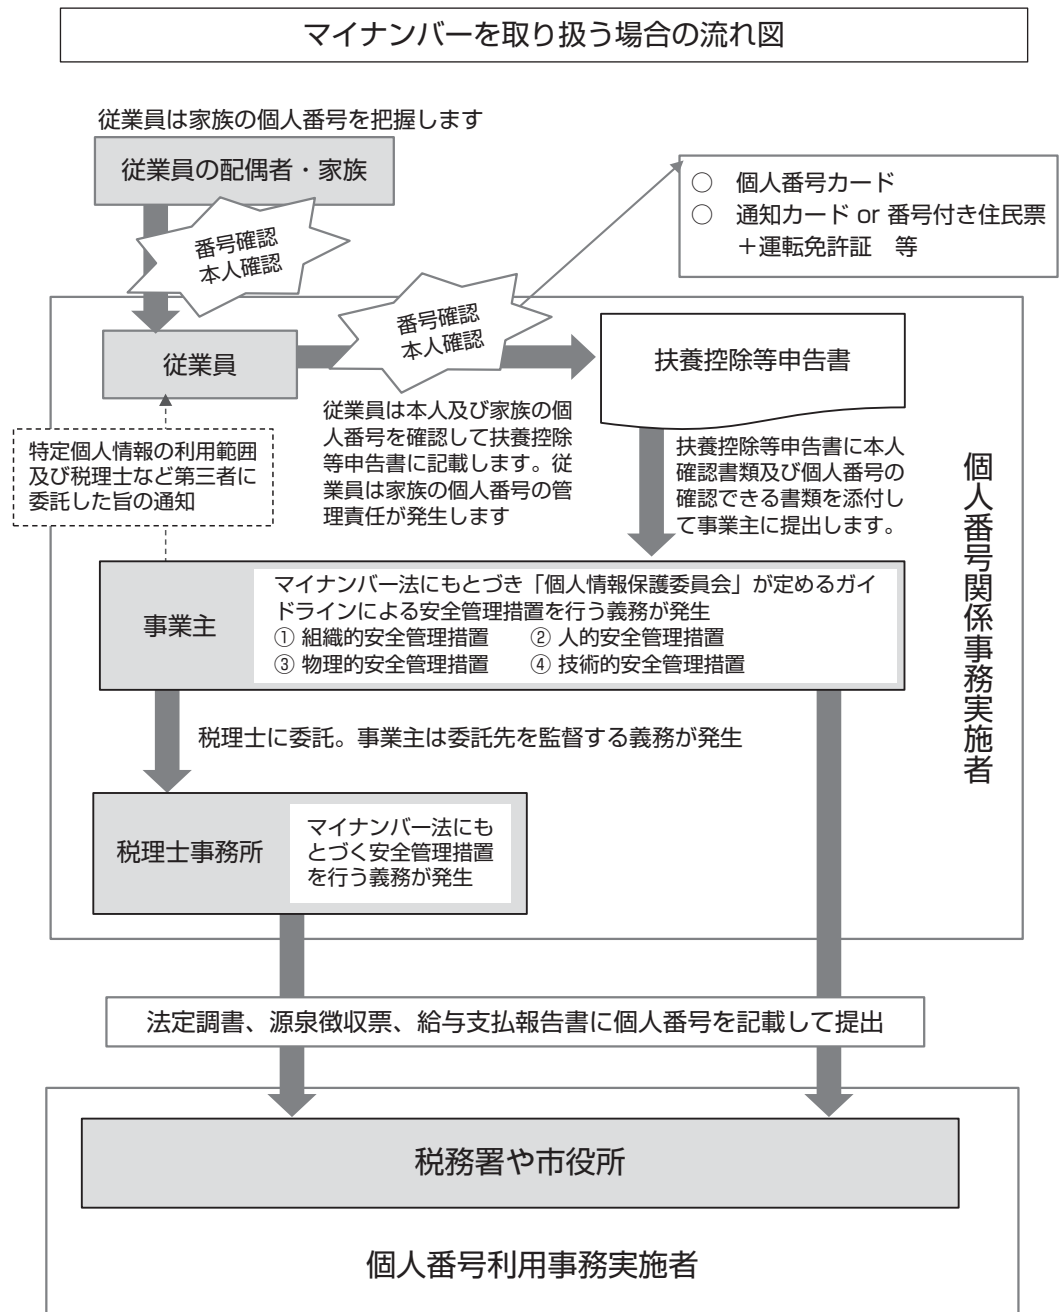 マイナンバーを取り扱う場合の流れ図
従業員は家族の個人番号を把握します
従業員の配偶者・家族
番号確認
本人確認
○ 個人番号カード
○ 通知カード or 番号付き住民票
＋運転免許証　等
従業員
番号確認
本人確認
扶養控除等申告書
従業員は本人及び家族の個
人番号を確認して扶養控除
等申告書に記載します。従
業員は家族の個人番号の管
理責任が発生します
特定個人情報の利用範囲
及び税理士など第三者に
委託した旨の通知
扶養控除等申告書に本人
確認書類及び個人番号の
確認できる書類を添付し
て事業主に提出します。
個人番号関係事務実施者
事業主
マイナンバー法にもとづき「個人情報保護委員会」が定めるガイ
ドラインによる安全管理措置を行う義務が発生
① 組織的安全管理措置　② 人的安全管理措置
③ 物理的安全管理措置　④ 技術的安全管理措置
税理士に委託。事業主は委託先を監督する義務が発生
税理士事務所
マイナンバー法にも
とづく安全管理措置
を行う義務が発生
法定調書、源泉徴収票、給与支払報告書に個人番号を記載して提出
税務署や市役所
個人番号利用事務実施者